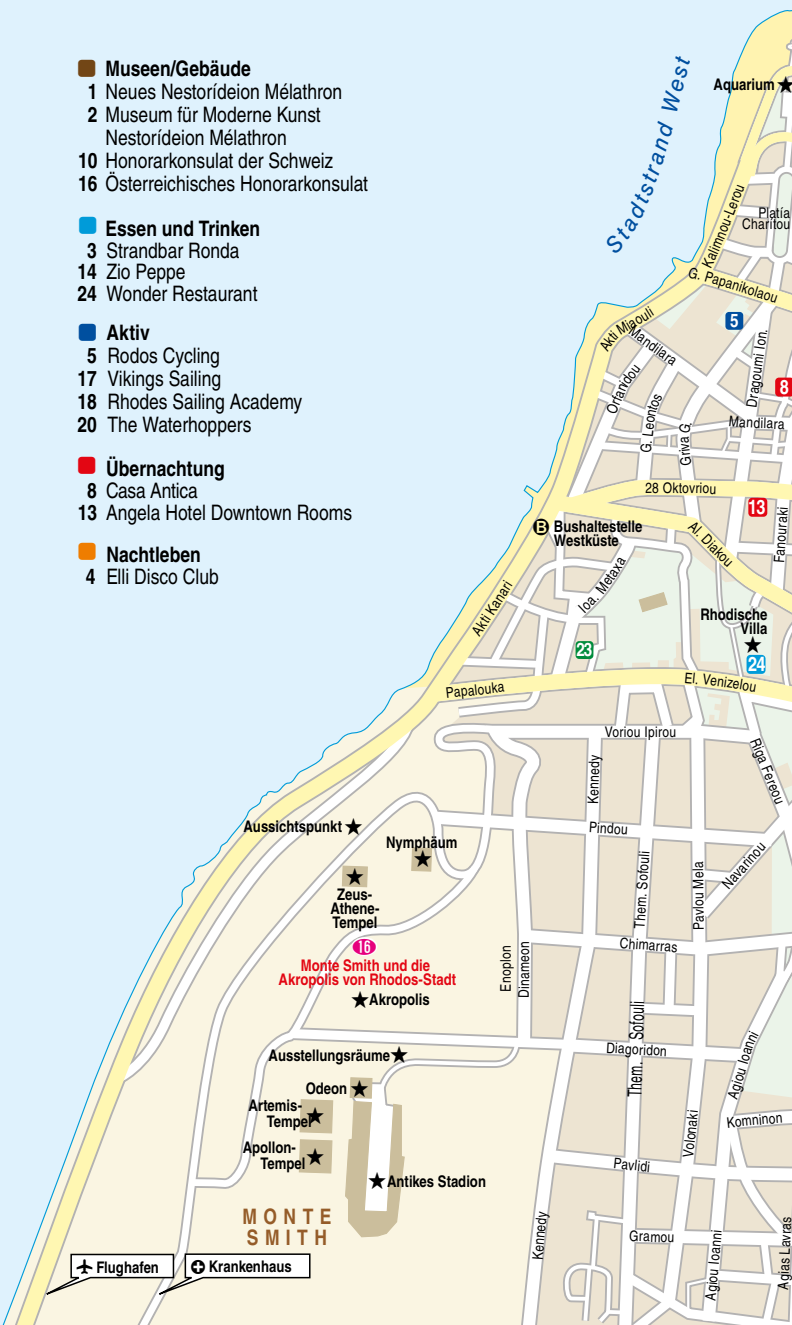 Museen/Gebäude
1 Neues Nestorídeion Mélathron
2 Museum für Moderne Kunst
Nestorídeion Mélathron
10 Honorarkonsulat der Schweiz
16 Österreichisches Honorarkonsulat
Essen und Trinken
3 Strandbar Ronda
14 Zio Peppe
24 Wonder Restaurant
Aktiv
5 Rodos Cycling
17 Vikings Sailing
18 Rhodes Sailing Academy
20 The Waterhoppers
Übernachtung
8 Casa Antica
13 Angela Hotel Downtown Rooms
Nachtleben
4 Elli Disco Club
Stadtstrand West
Aquarium
Kalimnou-Lerou
Platía
Charitou
G. Papanikolaou
5
Akti Miaouli
Mandilara
Dragoumi Ion.
Orfanidou
G. Leontos
Griva G.
8
Mandilara
28 Oktovriou
13
B Bushaltestelle
Westküste
Al. Diakou
Fanouraki
Ioa. Metaxa
Akti Kanari
Rhodische
Villa
23
24
Papalouka
El. Venizelou
Voriou Ipirou
Riga Fereou
Kennedy
Aussichtspunkt
Pindou
Nymphäum
Navarinou
Them. Sofouli
Pavlou Mela
Zeus-
Athene-
Tempel
16
Chimarras
Enoplon
Dinameon
Monte Smith und die
Akropolis von Rhodos-Stadt
Akropolis
Them. Sofouli
Ausstellungsräume
Diagoridon
Agiou Ioanni
Odeon
Artemis-
Tempel
Komninon
Volonaki
Apollon-
Tempel
Pavlidi
Antikes Stadion
MONTE
SMITH
Kennedy
Gramou
Agiou Ioanni
Agias Lavras
Flughafen
Krankenhaus